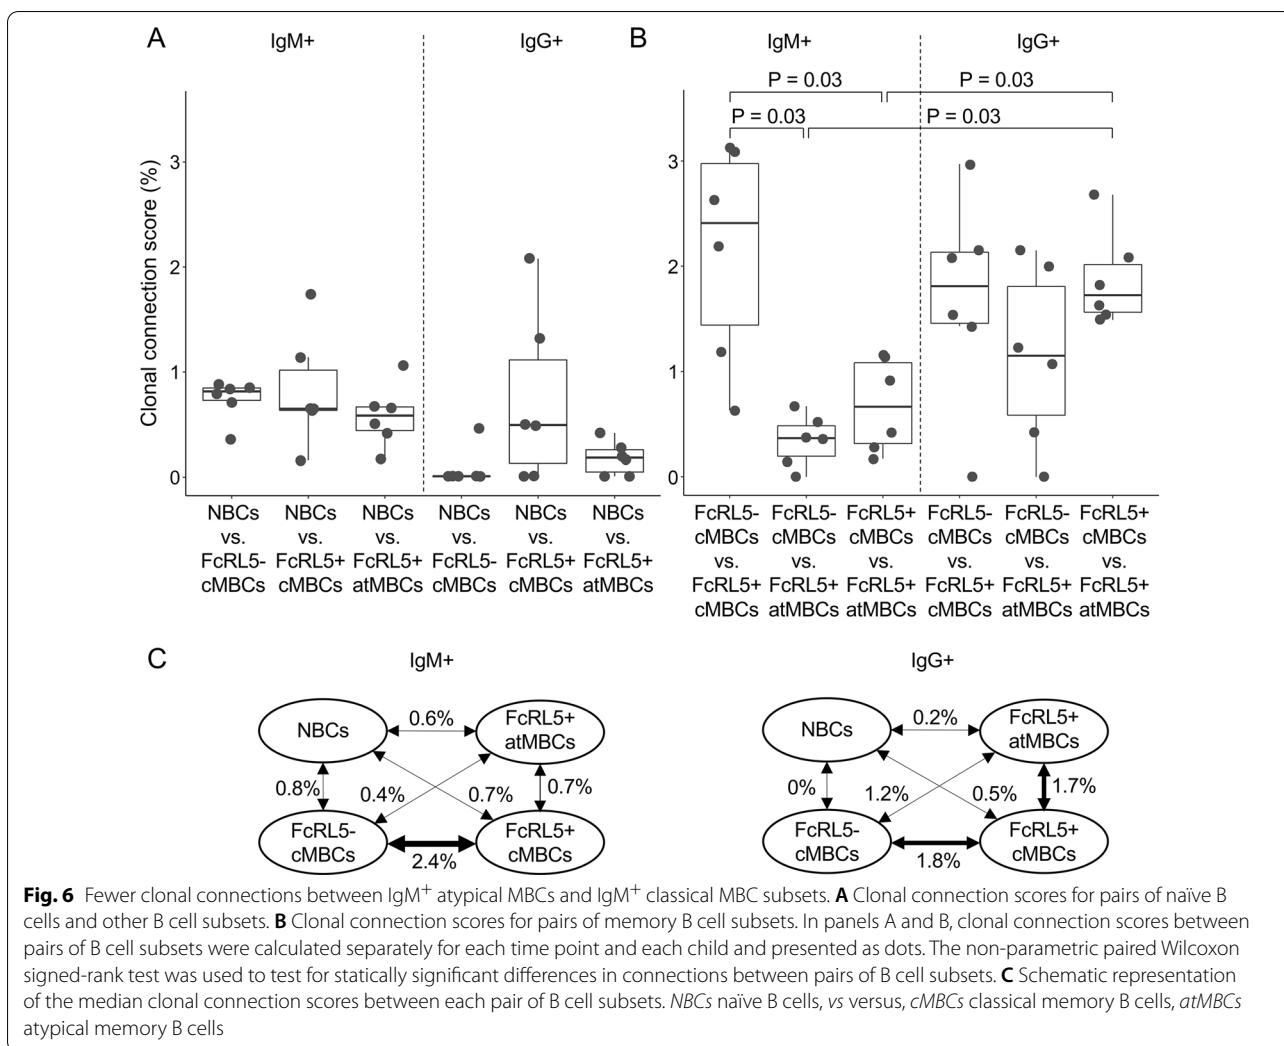 A IgM+ IgG+ B IgM+ IgG+
P = 0.03 P = 0.03
P = 0.03 P = 0.03
Clonal connection score (%)
3
2
1
0
3
2
1
0
NBCs
vs.
FcRL5-
cMBCs
NBCs
vs.
FcRL5+
cMBCs
NBCs
vs.
FcRL5+
atMBCs
NBCs
vs.
FcRL5-
cMBCs
NBCs
vs.
FcRL5+
cMBCs
NBCs
vs.
FcRL5+
atMBCs
FcRL5-
cMBCs
vs.
FcRL5+
cMBCs
FcRL5-
cMBCs
vs.
FcRL5+
atMBCs
FcRL5+
cMBCs
vs.
FcRL5+
atMBCs
FcRL5-
cMBCs
vs.
FcRL5+
cMBCs
FcRL5-
cMBCs
vs.
FcRL5+
atMBCs
FcRL5+
cMBCs
vs.
FcRL5+
atMBCs
C
IgM+
NBCs
0.6%
FcRL5+
atMBCs
0.8%
0.4%
0.7%
0.7%
FcRL5-
cMBCs
2.4%
FcRL5+
cMBCs
IgG+
NBCs
0.2%
FcRL5+
atMBCs
0%
1.2%
0.5%
1.7%
FcRL5-
cMBCs
1.8%
FcRL5+
cMBCs
Fig. 6 Fewer clonal connections between IgM⁺ atypical MBCs and IgM⁺ classical MBC subsets. A Clonal connection scores for pairs of naïve B
cells and other B cell subsets. B Clonal connection scores for pairs of memory B cell subsets. In panels A and B, clonal connection scores between
pairs of B cell subsets were calculated separately for each time point and each child and presented as dots. The non-parametric paired Wilcoxon
signed-rank test was used to test for statically significant differences in connections between pairs of B cell subsets. C Schematic representation
of the median clonal connection scores between each pair of B cell subsets. NBCs naïve B cells, vs versus, cMBCs classical memory B cells, atMBCs
atypical memory B cells